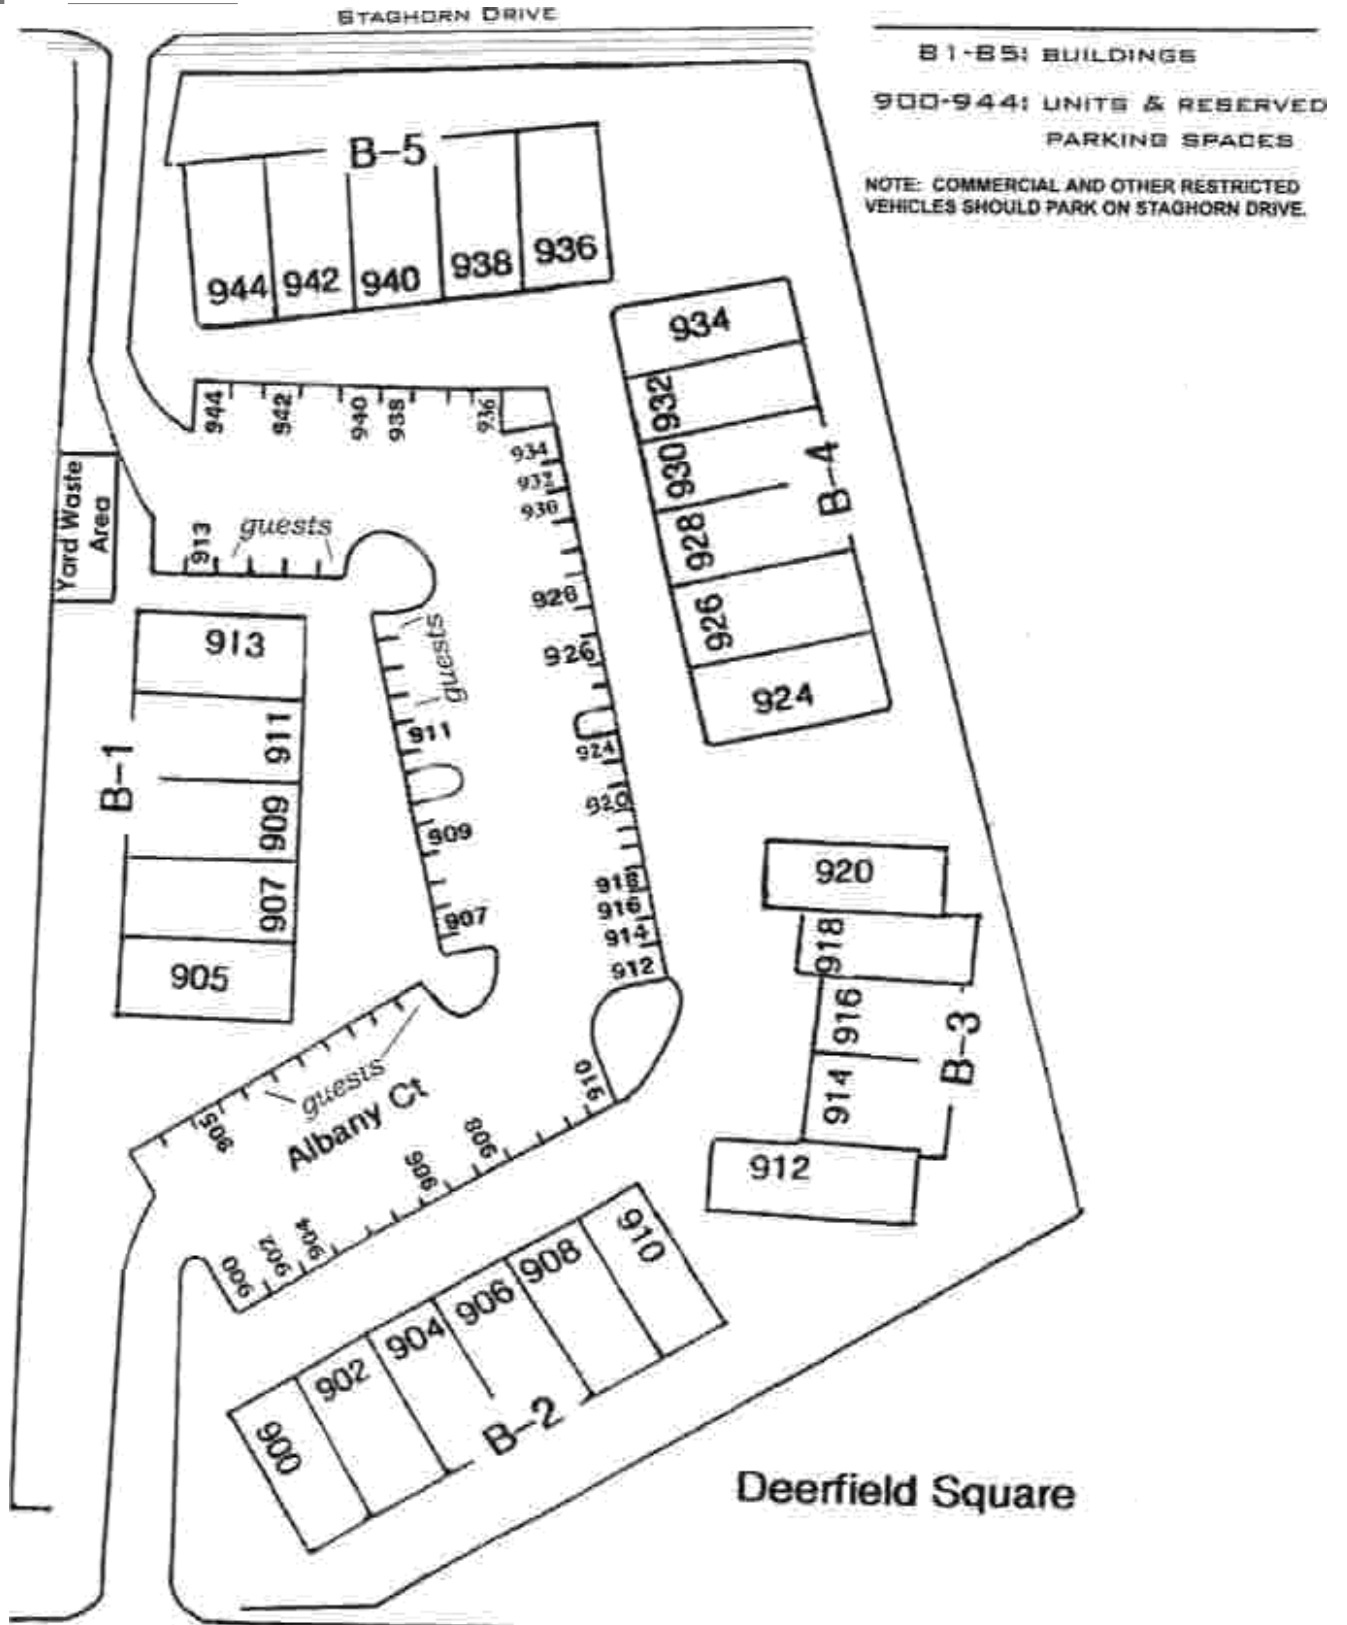 STAGHORN DRIVE
B1-B5: BUILDINGS
900-944: UNITS & RESERVED
PARKING SPACES
NOTE: COMMERCIAL AND OTHER RESTRICTED
VEHICLES SHOULD PARK ON STAGHORN DRIVE.
B-5
944 942 940 938 936
934
932
930
928
926
924
B-4
944 942 940 938 936
934
932
930
928
926
924
920
918
916
914
912
910
Yard Waste
Area
913
guests
guests
911
909
907
913
911
909
907
905
B-1
920
918
916
914
912
B-3
guests
905
Albany Ct
908
906
904
902
900
910
908
906
904
902
900
B-2
Deerfield Square